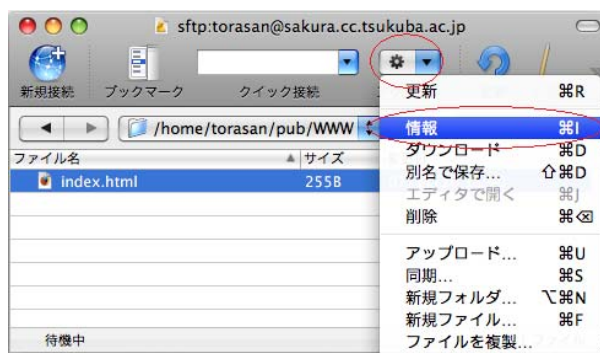 sftp:torasan@sakura.cc.tsukuba.ac.jp
新規接続 ブックマーク クイック接続
更新 ⌘R
/home/torasan/pub/WWW
情報 ⌘I
ファイル名 サイズ
ダウンロード ⌘D
index.html 255B
別名で保存... ⇧⌘D
エディタで開く ⌘J
削除 ⌘⌫
アップロード... ⌘U
同期... ⌘S
新規フォルダ... ⌥⌘N
新規ファイル... ⌘F
待機中
ファイルを複製...